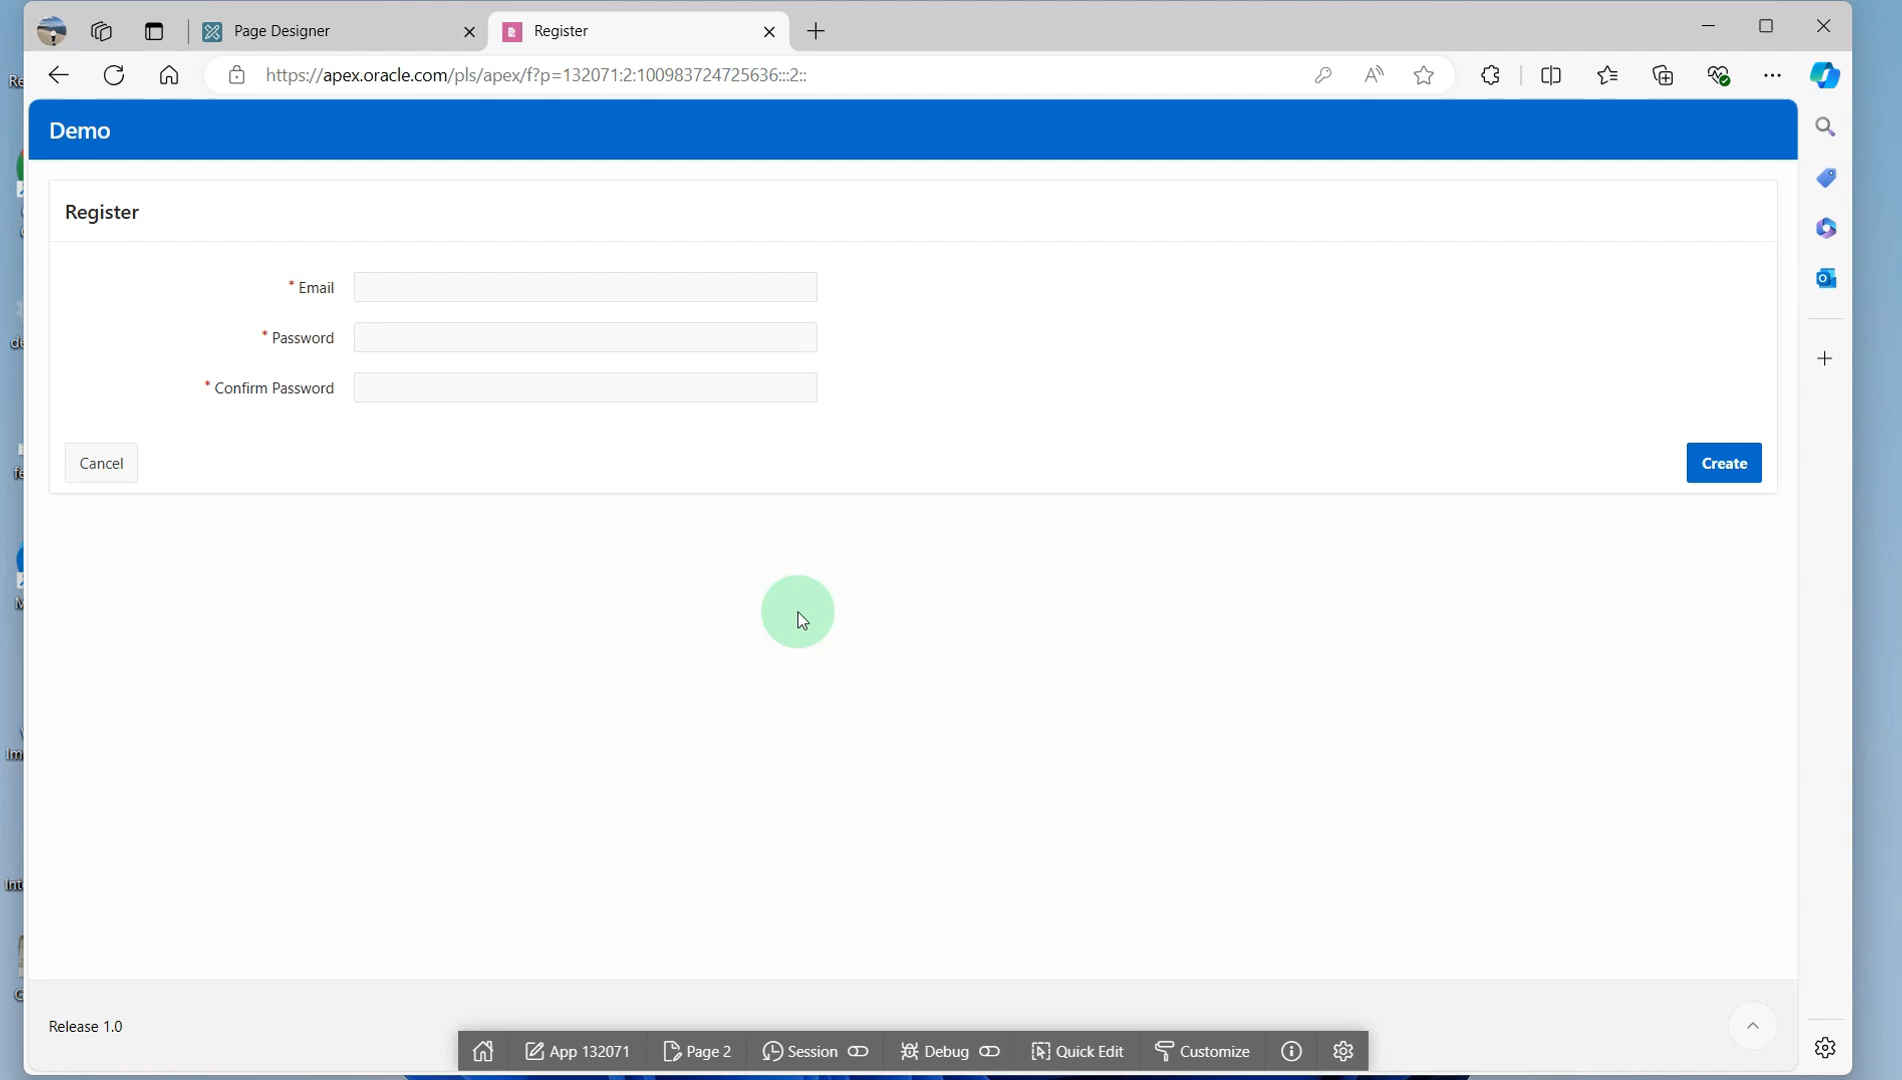 Page Designer
Register
https://apex.oracle.com/pls/apex/f?p=132071:2:100983724725636:::2::
Demo
Register
* Email
* Password
* Confirm Password
Cancel
Create
Release 1.0
App 132071
Page 2
Session
Debug
Quick Edit
Customize